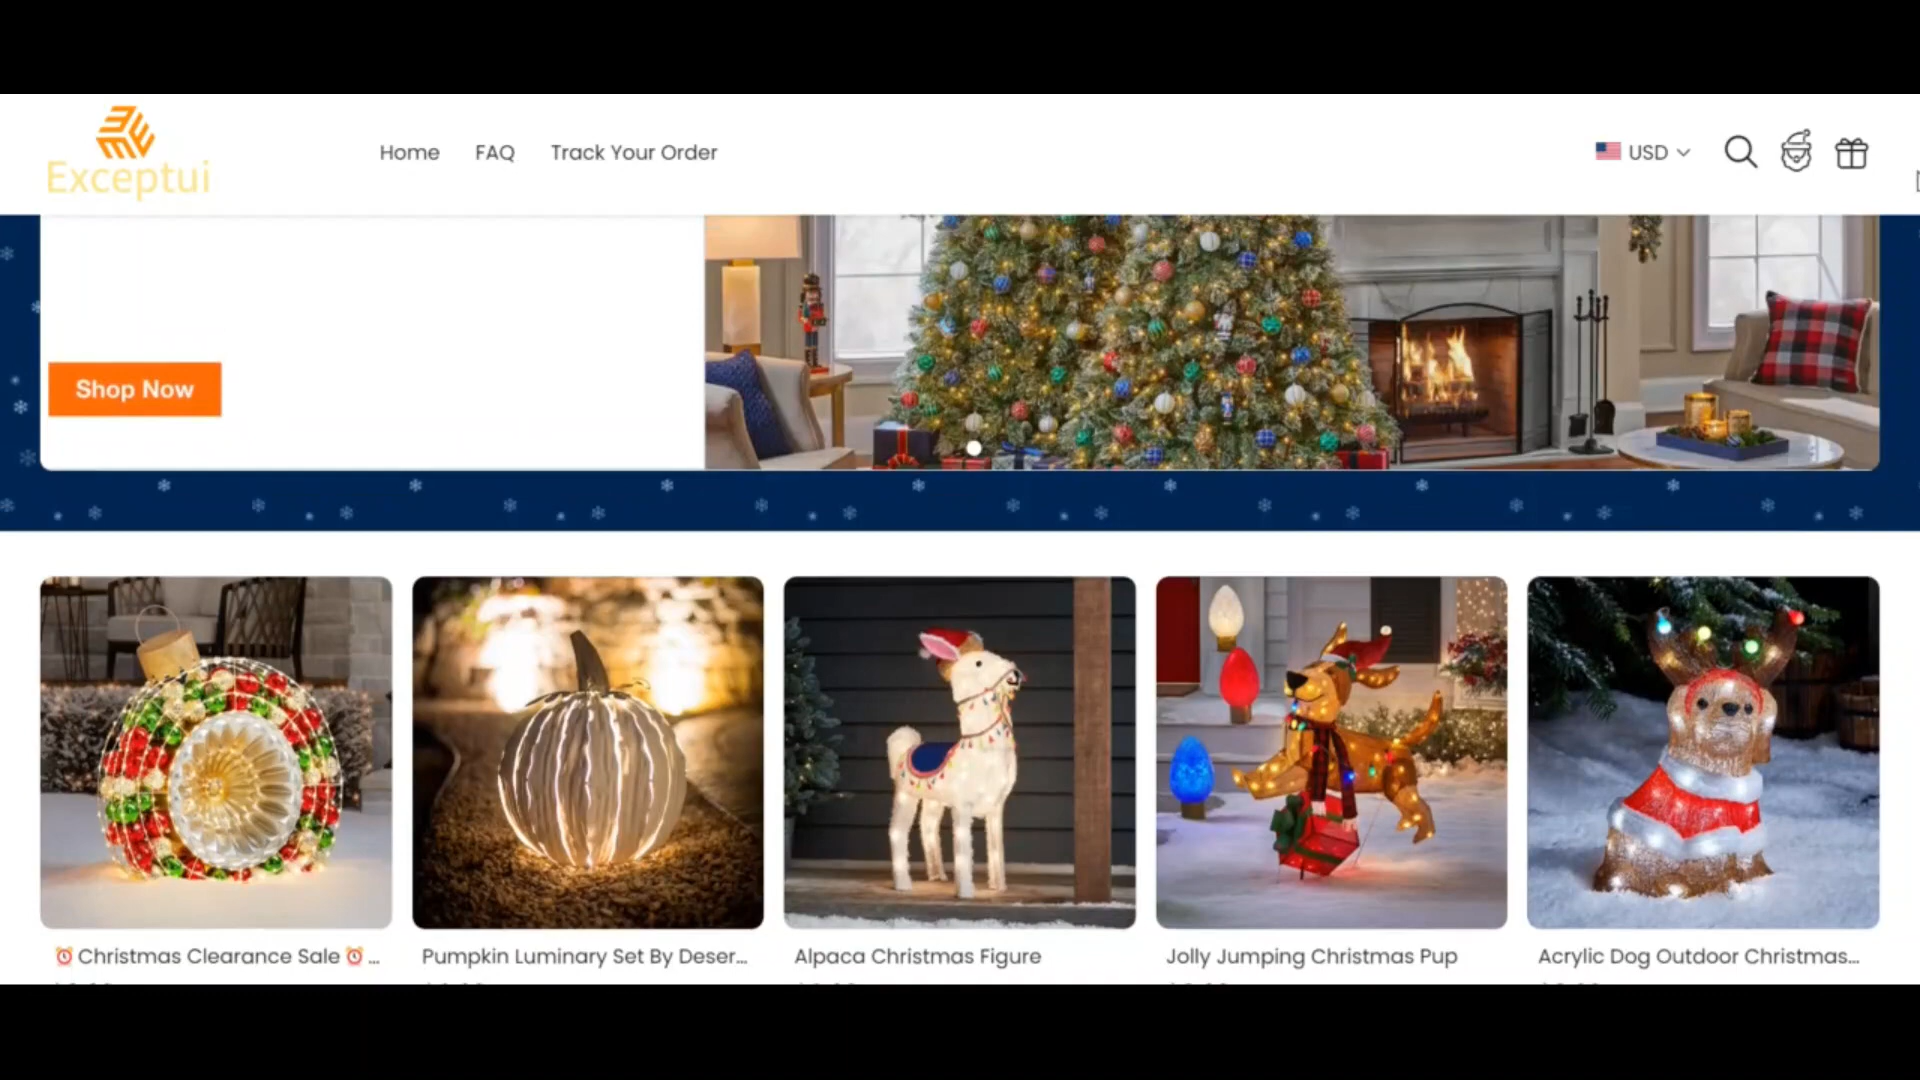 Exceptui
Home
FAQ
Track Your Order
USD
Shop Now
⏰ Christmas Clearance Sale ⏰ ...
Pumpkin Luminary Set By Deser...
Alpaca Christmas Figure
Jolly Jumping Christmas Pup
Acrylic Dog Outdoor Christmas...